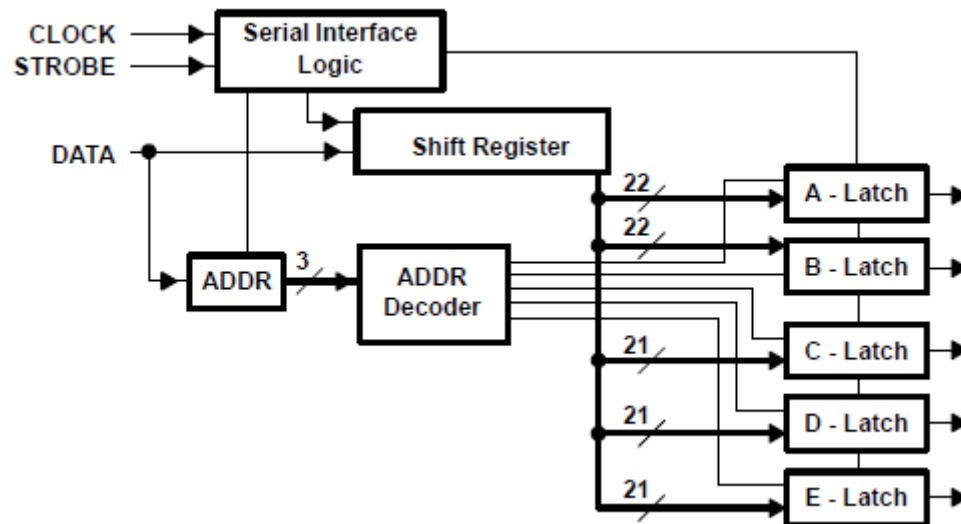 CLOCK
STROBE
Serial Interface
Logic
DATA
Shift Register
22
A - Latch
22
B - Latch
ADDR
3
ADDR
Decoder
21
C - Latch
21
D - Latch
21
E - Latch